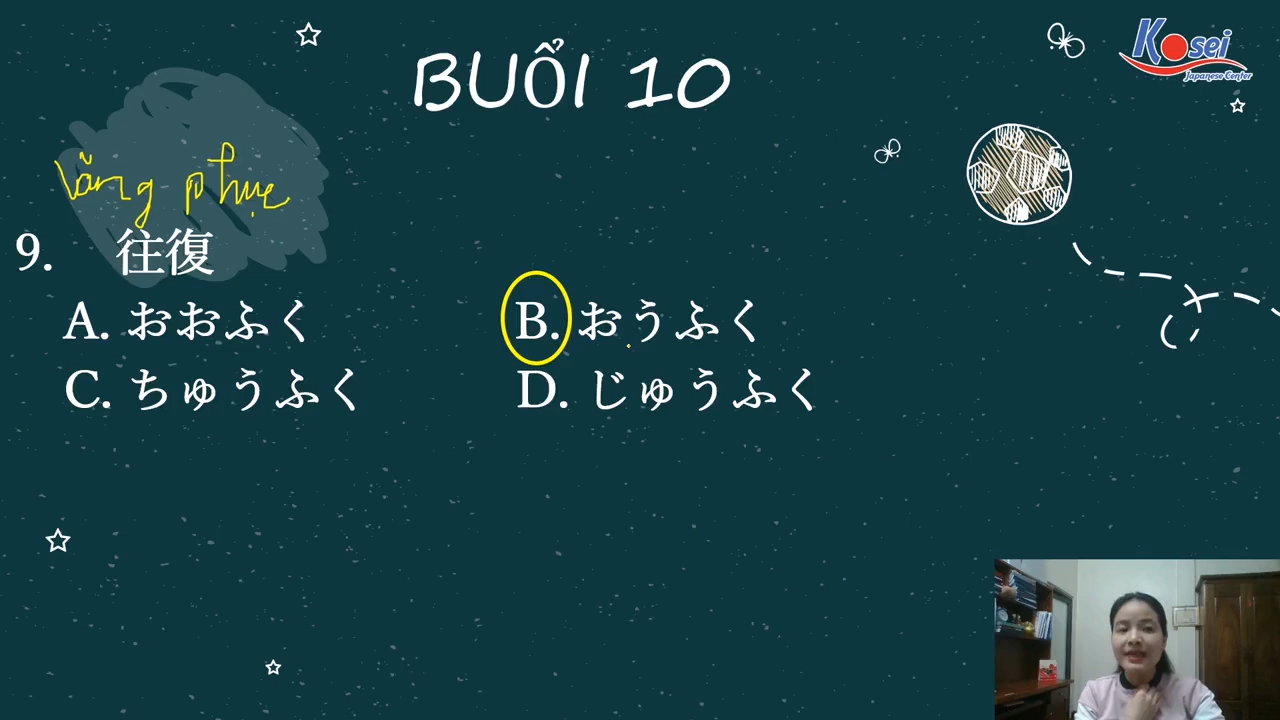 BUỔI 10
Kosei
Japanese Center
vãng phục
9. 往復
A. おおふく
B. おうふく
C. ちゅうふく
D. じゅうふく